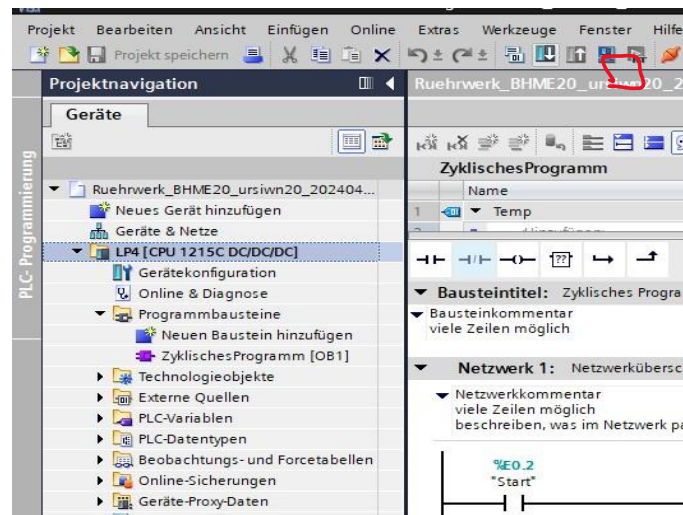 Projekt Bearbeiten Ansicht Einfügen Online Extras Werkzeuge Fenster Hilfe
Projekt speichern
Projektnavigation
Ruehrwerk_BHME20_ursiwn20_2
Geräte
PLC-Programmierung
ZyklischesProgramm
Name
Ruehrwerk_BHME20_ursiwn20_202404...
1 Temp
Neues Gerät hinzufügen
Geräte & Netze
LP4 [CPU 1215C DC/DC/DC]
Gerätekonfiguration
Online & Diagnose
Programmbausteine
Neuen Baustein hinzufügen
ZyklischesProgramm [OB1]
Technologieobjekte
Externe Quellen
PLC-Variablen
PLC-Datentypen
Beobachtungs- und Forcetabellen
Online-Sicherungen
Geräte-Proxy-Daten
??
Bausteintitel: Zyklisches Progra
Bausteinkommentar
viele Zeilen möglich
Netzwerk 1: Netzwerkübersc
Netzwerkkommentar
viele Zeilen möglich
beschreiben, was im Netzwerk pa
%E0.2
"Start"